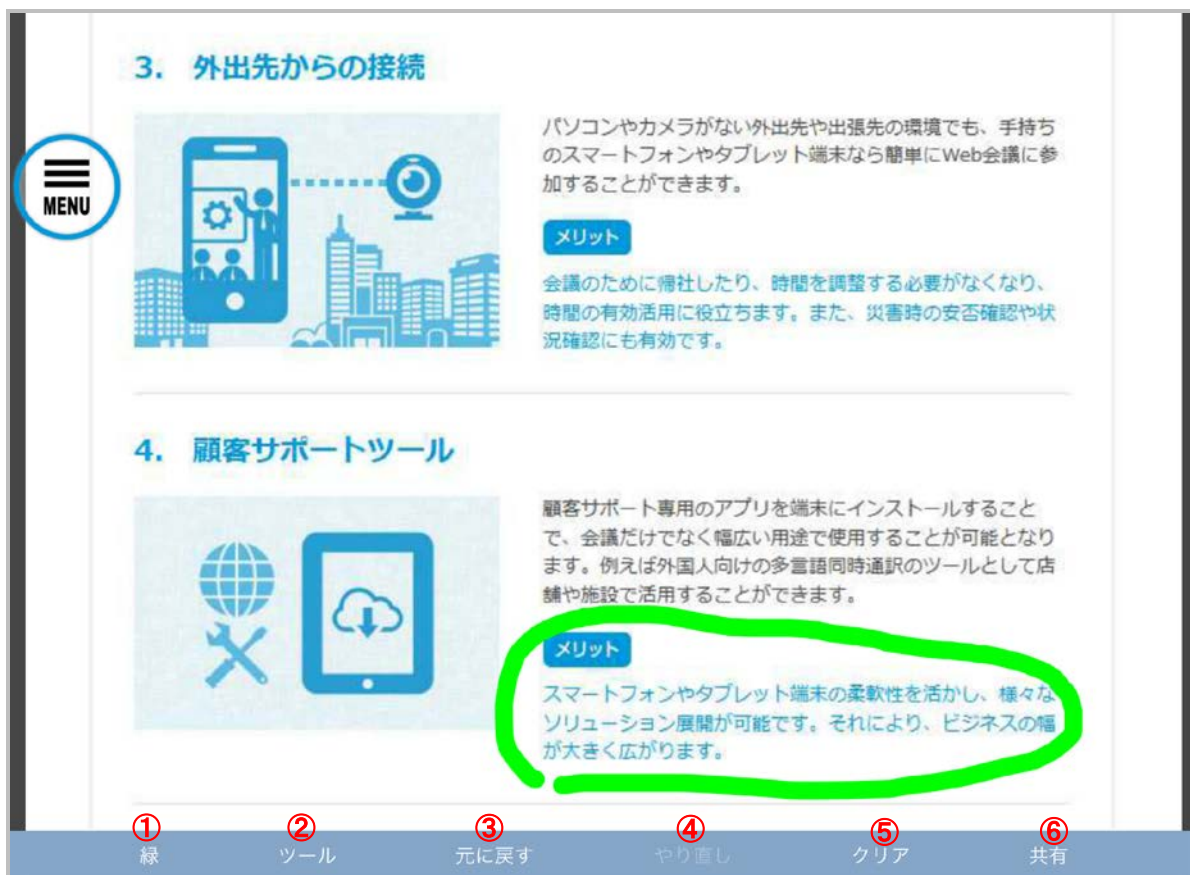 3. 外出先からの接続
MENU
パソコンやカメラがない外出先や出張先の環境でも、手持ち
のスマートフォンやタブレット端末なら簡単にWeb会議に参
加することができます。
メリット
会議のために帰社したり、時間を調整する必要がなくなり、
時間の有効活用に役立ちます。また、災害時の安否確認や状
況確認にも有効です。
4. 顧客サポートツール
顧客サポート専用のアプリを端末にインストールすること
で、会議だけでなく幅広い用途で使用することが可能となり
ます。例えば外国人向けの多言語同時通訳のツールとして店
舗や施設で活用することができます。
メリット
スマートフォンやタブレット端末の柔軟性を活かし、様々な
ソリューション展開が可能です。それにより、ビジネスの幅
が大きく広がります。
① ② ③ ④ ⑤ ⑥
緑 ツール 元に戻す やり直し クリア 共有